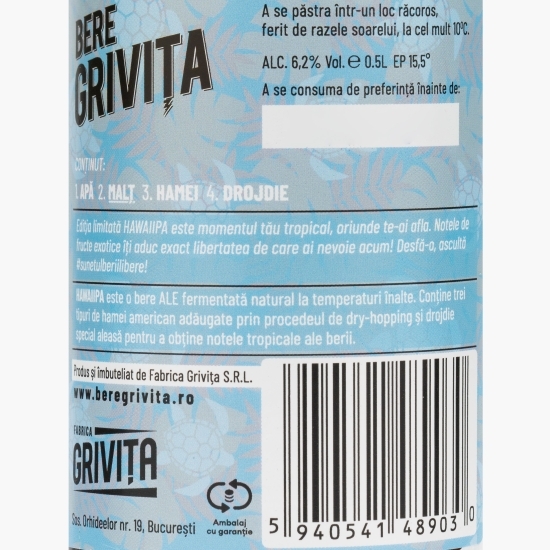 BERE
GRIVIȚA
A se păstra într-un loc răcoros,
ferit de razele soarelui, la cel mult 10°C.
ALC. 6,2% Vol. ℮ 0.5L EP 15,5°
A se consuma de preferință înainte de:
CONȚINUT:
1. APĂ 2. MALȚ 3. HAMEI 4. DROJDIE
Ediția limitată HAWAIIPA este momentul tău tropical, oriunde te-ai afla. Notele de
fructe exotice îți aduc exact libertatea de care ai nevoie acum! Desfă-o, ascultă
#sunetulberiilibere!
HAWAIIPA este o bere ALE fermentată natural la temperaturi înalte. Conține trei
tipuri de hamei american adăugate prin procedeul de dry-hopping și drojdie
special aleasă pentru a obține notele tropicale ale berii.
Produs și îmbuteliat de Fabrica Grivița S.R.L.
www.beregrivita.ro
FABRICA
GRIVIȚA
Sos. Orhideelor nr. 19, București
Ambalaj
cu garanție
5 940541 489030